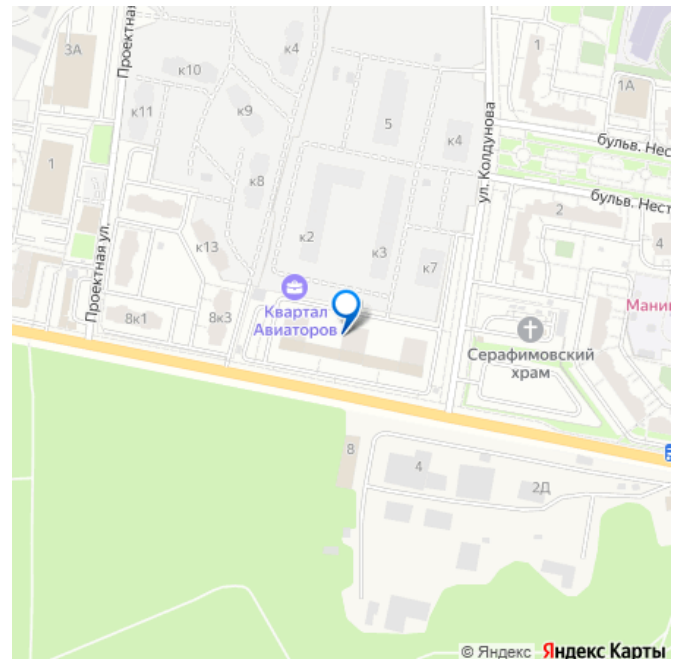 3А
Проектная
к4
к10
1
1А
к11
к9
5
к4
ул. Колдунова
бульв. Нес
1
к8
бульв. Нест
2
4
к2
к3
к13
к7
Проектная ул.
Квартал
Авиаторов
Мани
8к1
8к3
Серафимовский
храм
8
4
2Д
© Яндекс Яндекс Карты